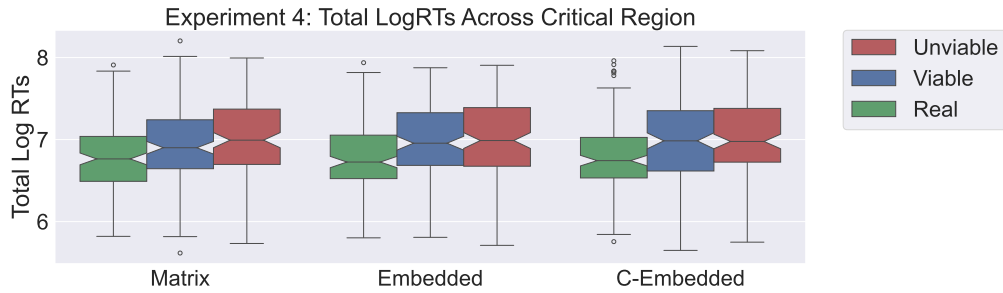 Experiment 4: Total LogRTs Across Critical Region
Total Log RTs
8
7
6
Matrix
Embedded
C-Embedded
Unviable
Viable
Real